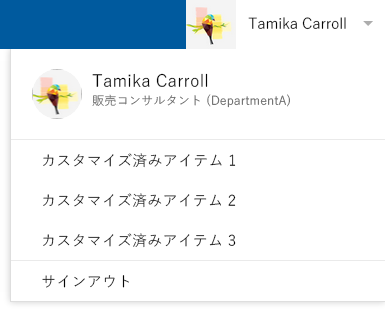 Tamika Carroll
Tamika Carroll
販売コンサルタント (DepartmentA)
カスタマイズ済みアイテム 1
カスタマイズ済みアイテム 2
カスタマイズ済みアイテム 3
サインアウト